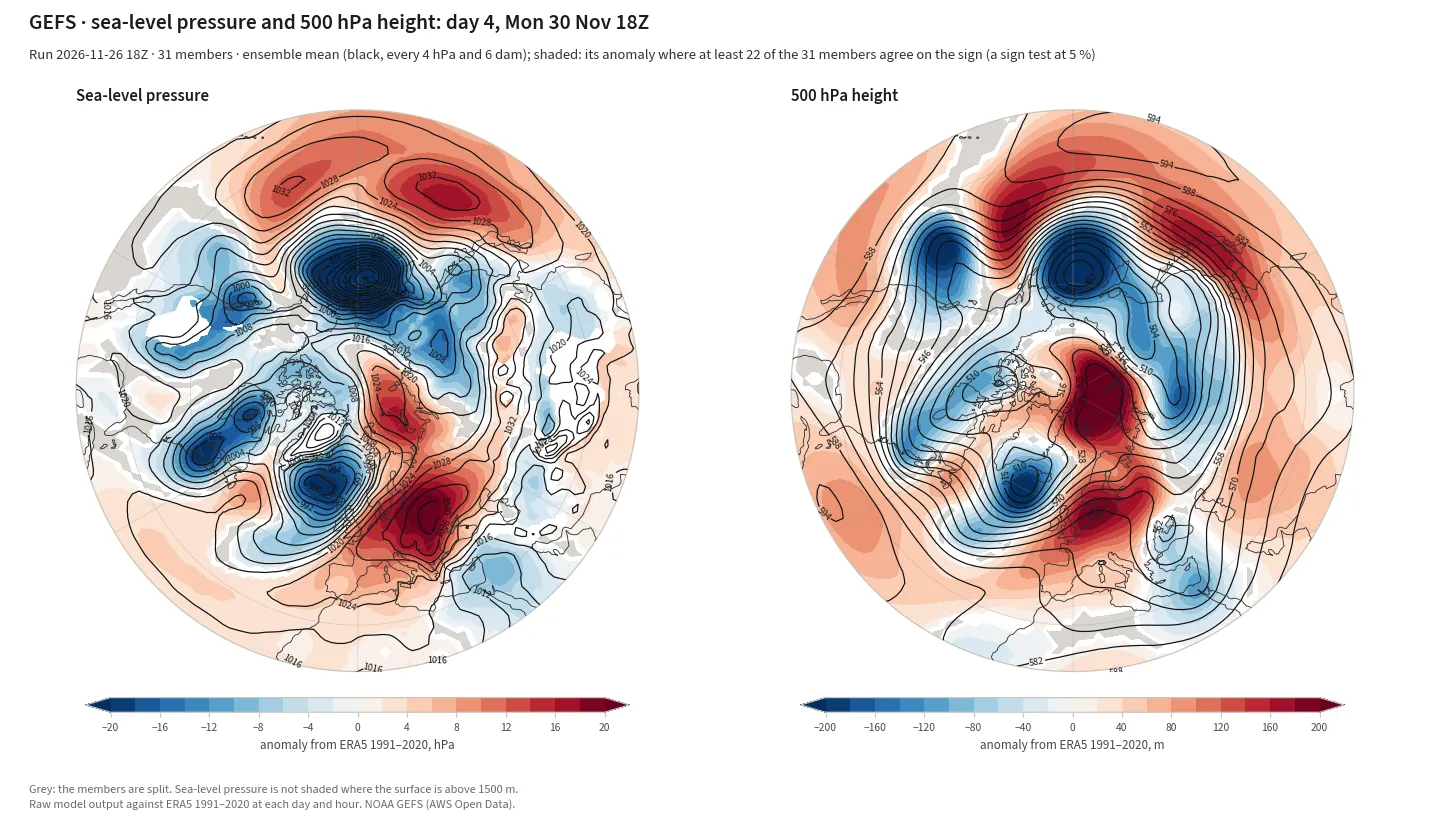 GEFS · sea-level pressure and 500 hPa height: day 4, Mon 30 Nov 18Z
Run 2026-11-26 18Z · 31 members · ensemble mean (black, every 4 hPa and 6 dam); shaded: its anomaly where at least 22 of the 31 members agree on the sign (a sign test at 5 %)
Sea-level pressure
500 hPa height
−20 −16 −12 −8 −4 0 4 8 12 16 20
anomaly from ERA5 1991–2020, hPa
−200 −160 −120 −80 −40 0 40 80 120 160 200
anomaly from ERA5 1991–2020, m
Grey: the members are split. Sea-level pressure is not shaded where the surface is above 1500 m.
Raw model output against ERA5 1991–2020 at each day and hour. NOAA GEFS (AWS Open Data).